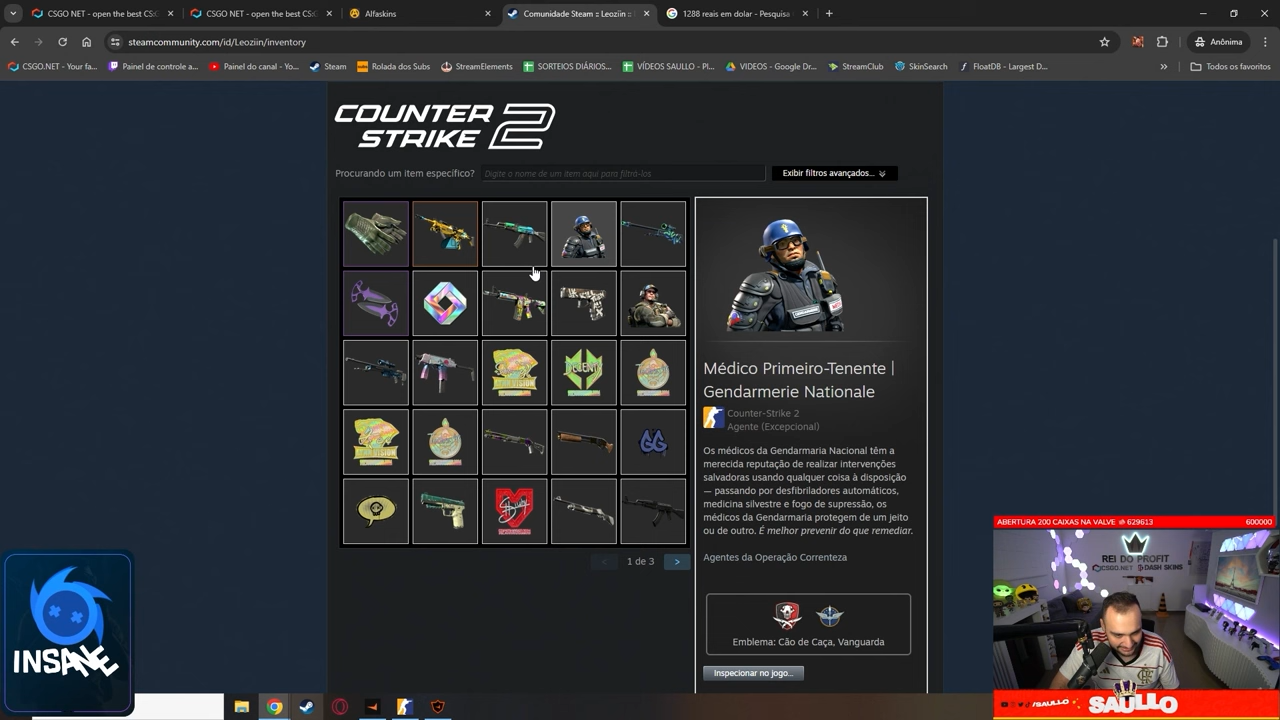 CSGO NET - open the best CS:
CSGO NET - open the best CS:
Alfaskins
Comunidade Steam :: Leoziin ::
1288 reais em dolar - Pesquisa
steamcommunity.com/id/Leoziin/inventory
Anônima
CSGO.NET - Your fa...
Painel de controle a...
Painel do canal - Yo...
Steam
Rolada dos Subs
StreamElements
SORTEIOS DIÁRIOS...
VÍDEOS SAULLO - PI...
VIDEOS - Google Dr...
StreamClub
SkinSearch
FloatDB - Largest D...
Todos os favoritos
COUNTER
STRIKE 2
Procurando um item específico?
Digite o nome de um item aqui para filtrá-los
Exibir filtros avançados...
Médico Primeiro-Tenente |
Gendarmerie Nationale
Counter-Strike 2
Agente (Excepcional)
Os médicos da Gendarmaria Nacional têm a
merecida reputação de realizar intervenções
salvadoras usando qualquer coisa à disposição
— passando por desfibriladores automáticos,
medicina silvestre e fogo de supressão, os
médicos da Gendarmaria protegem de um jeito
ou de outro. É melhor prevenir do que remediar.
Agentes da Operação Correnteza
Emblema: Cão de Caça, Vanguarda
Inspecionar no jogo...
GG
< 1 de 3 >
INSANE
ABERTURA 200 CAIXAS NA VALVE @ 629613
600000
REI DO PROFIT
CSGO.NET
DASH SKINS
/SAULLO
SAULLO